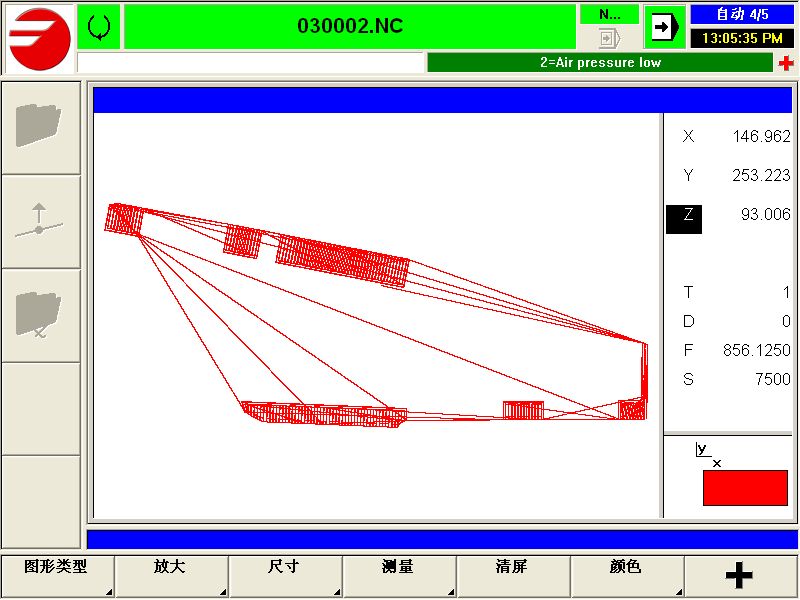 030002.NC
N...
自动 4/5
13:05:35 PM
2=Air pressure low
X 146.962
Y 253.223
Z 93.006
T 1
D 0
F 856.1250
S 7500
y
x
图形类型 放大 尺寸 测量 清屏 颜色